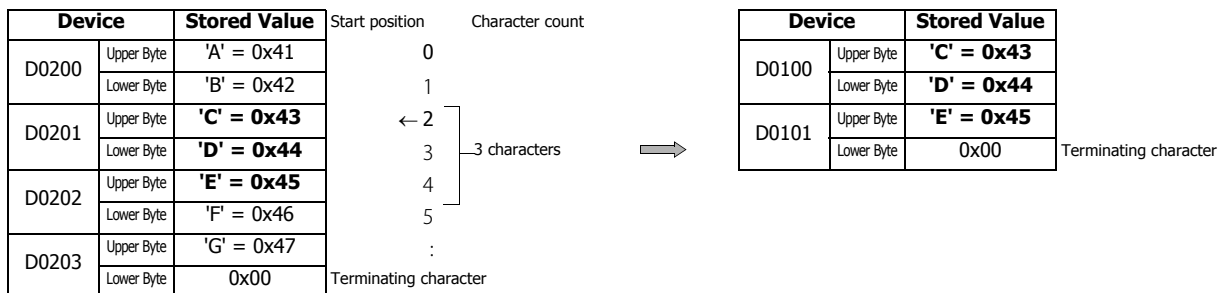 Device Stored Value Start position Character count
D0200 Upper Byte 'A' = 0x41 0
Lower Byte 'B' = 0x42 1
D0201 Upper Byte 'C' = 0x43 ← 2
Lower Byte 'D' = 0x44 3 3 characters
D0202 Upper Byte 'E' = 0x45 4
Lower Byte 'F' = 0x46 5
D0203 Upper Byte 'G' = 0x47 :
Lower Byte 0x00 Terminating character
Device Stored Value
D0100 Upper Byte 'C' = 0x43
Lower Byte 'D' = 0x44
D0101 Upper Byte 'E' = 0x45
Lower Byte 0x00 Terminating character